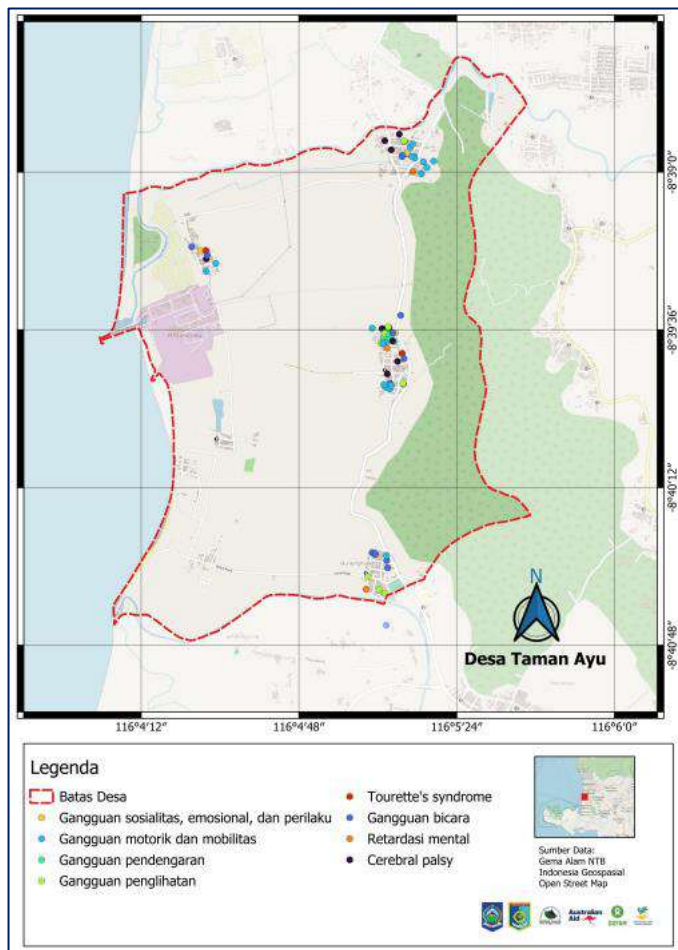 -8°39'0"
-8°39'36"
-8°40'12"
-8°40'48"
N
Desa Taman Ayu
116°4'12"
116°4'48"
116°5'24"
116°6'0"
Legenda
Batas Desa
Gangguan sosialitas, emosional, dan perilaku
Gangguan motorik dan mobilitas
Gangguan pendengaran
Gangguan penglihatan
Tourette's syndrome
Gangguan bicara
Retardasi mental
Cerebral palsy
Sumber Data:
Gema Alam NTB
Indonesia Geospasial
Open Street Map
Australian
Aid
OXFAM